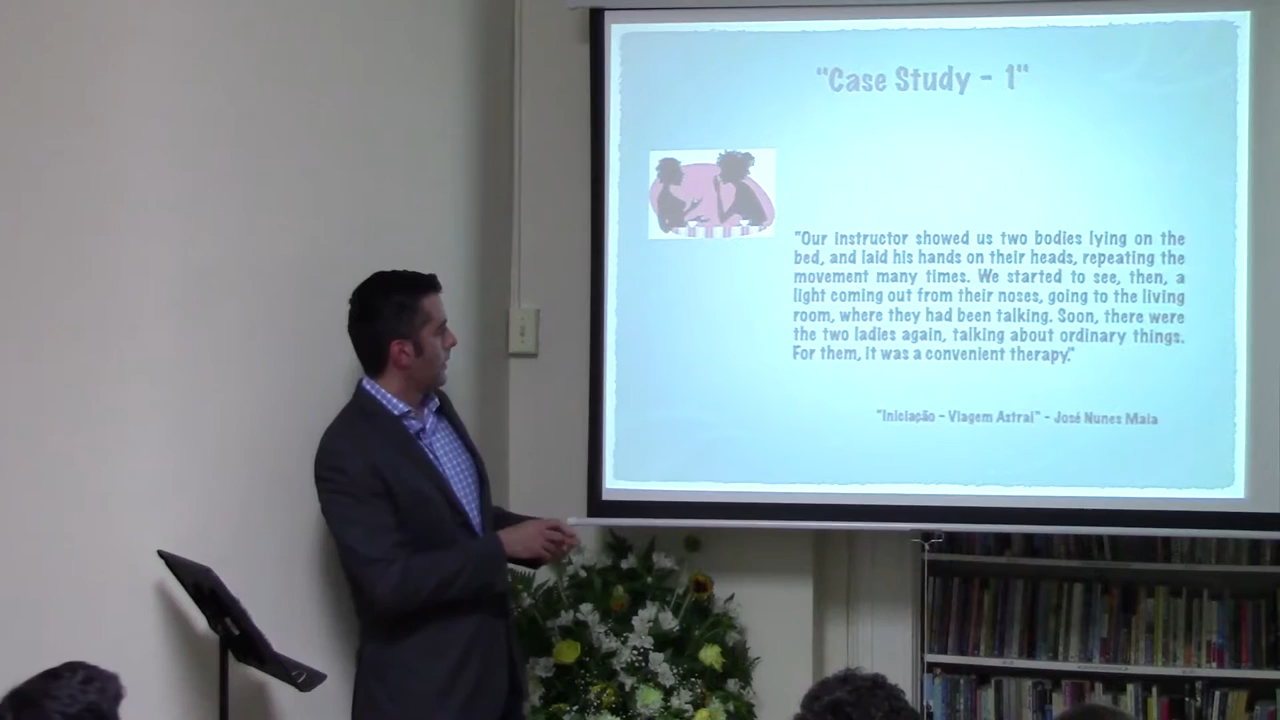 "Case Study - 1"
"Our instructor showed us two bodies lying on the
bed, and laid his hands on their heads, repeating the
movement many times. We started to see, then, a
light coming out from their noses, going to the living
room, where they had been talking. Soon, there were
the two ladies again, talking about ordinary things.
For them, it was a convenient therapy."
"Iniciação - Viagem Astral" - José Nunes Maia